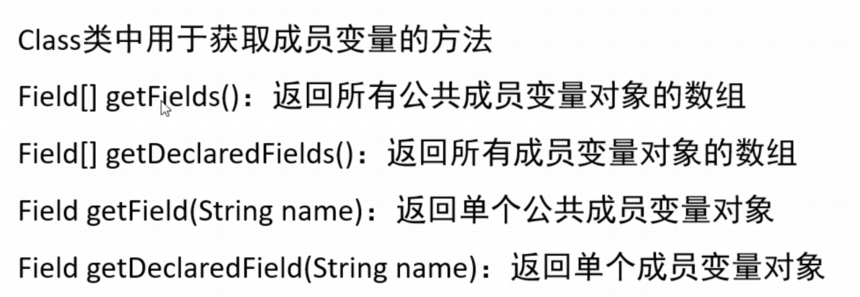 Class类中用于获取成员变量的方法
Field[] getFields()：返回所有公共成员变量对象的数组
Field[] getDeclaredFields()：返回所有成员变量对象的数组
Field getField(String name)：返回单个公共成员变量对象
Field getDeclaredField(String name)：返回单个成员变量对象